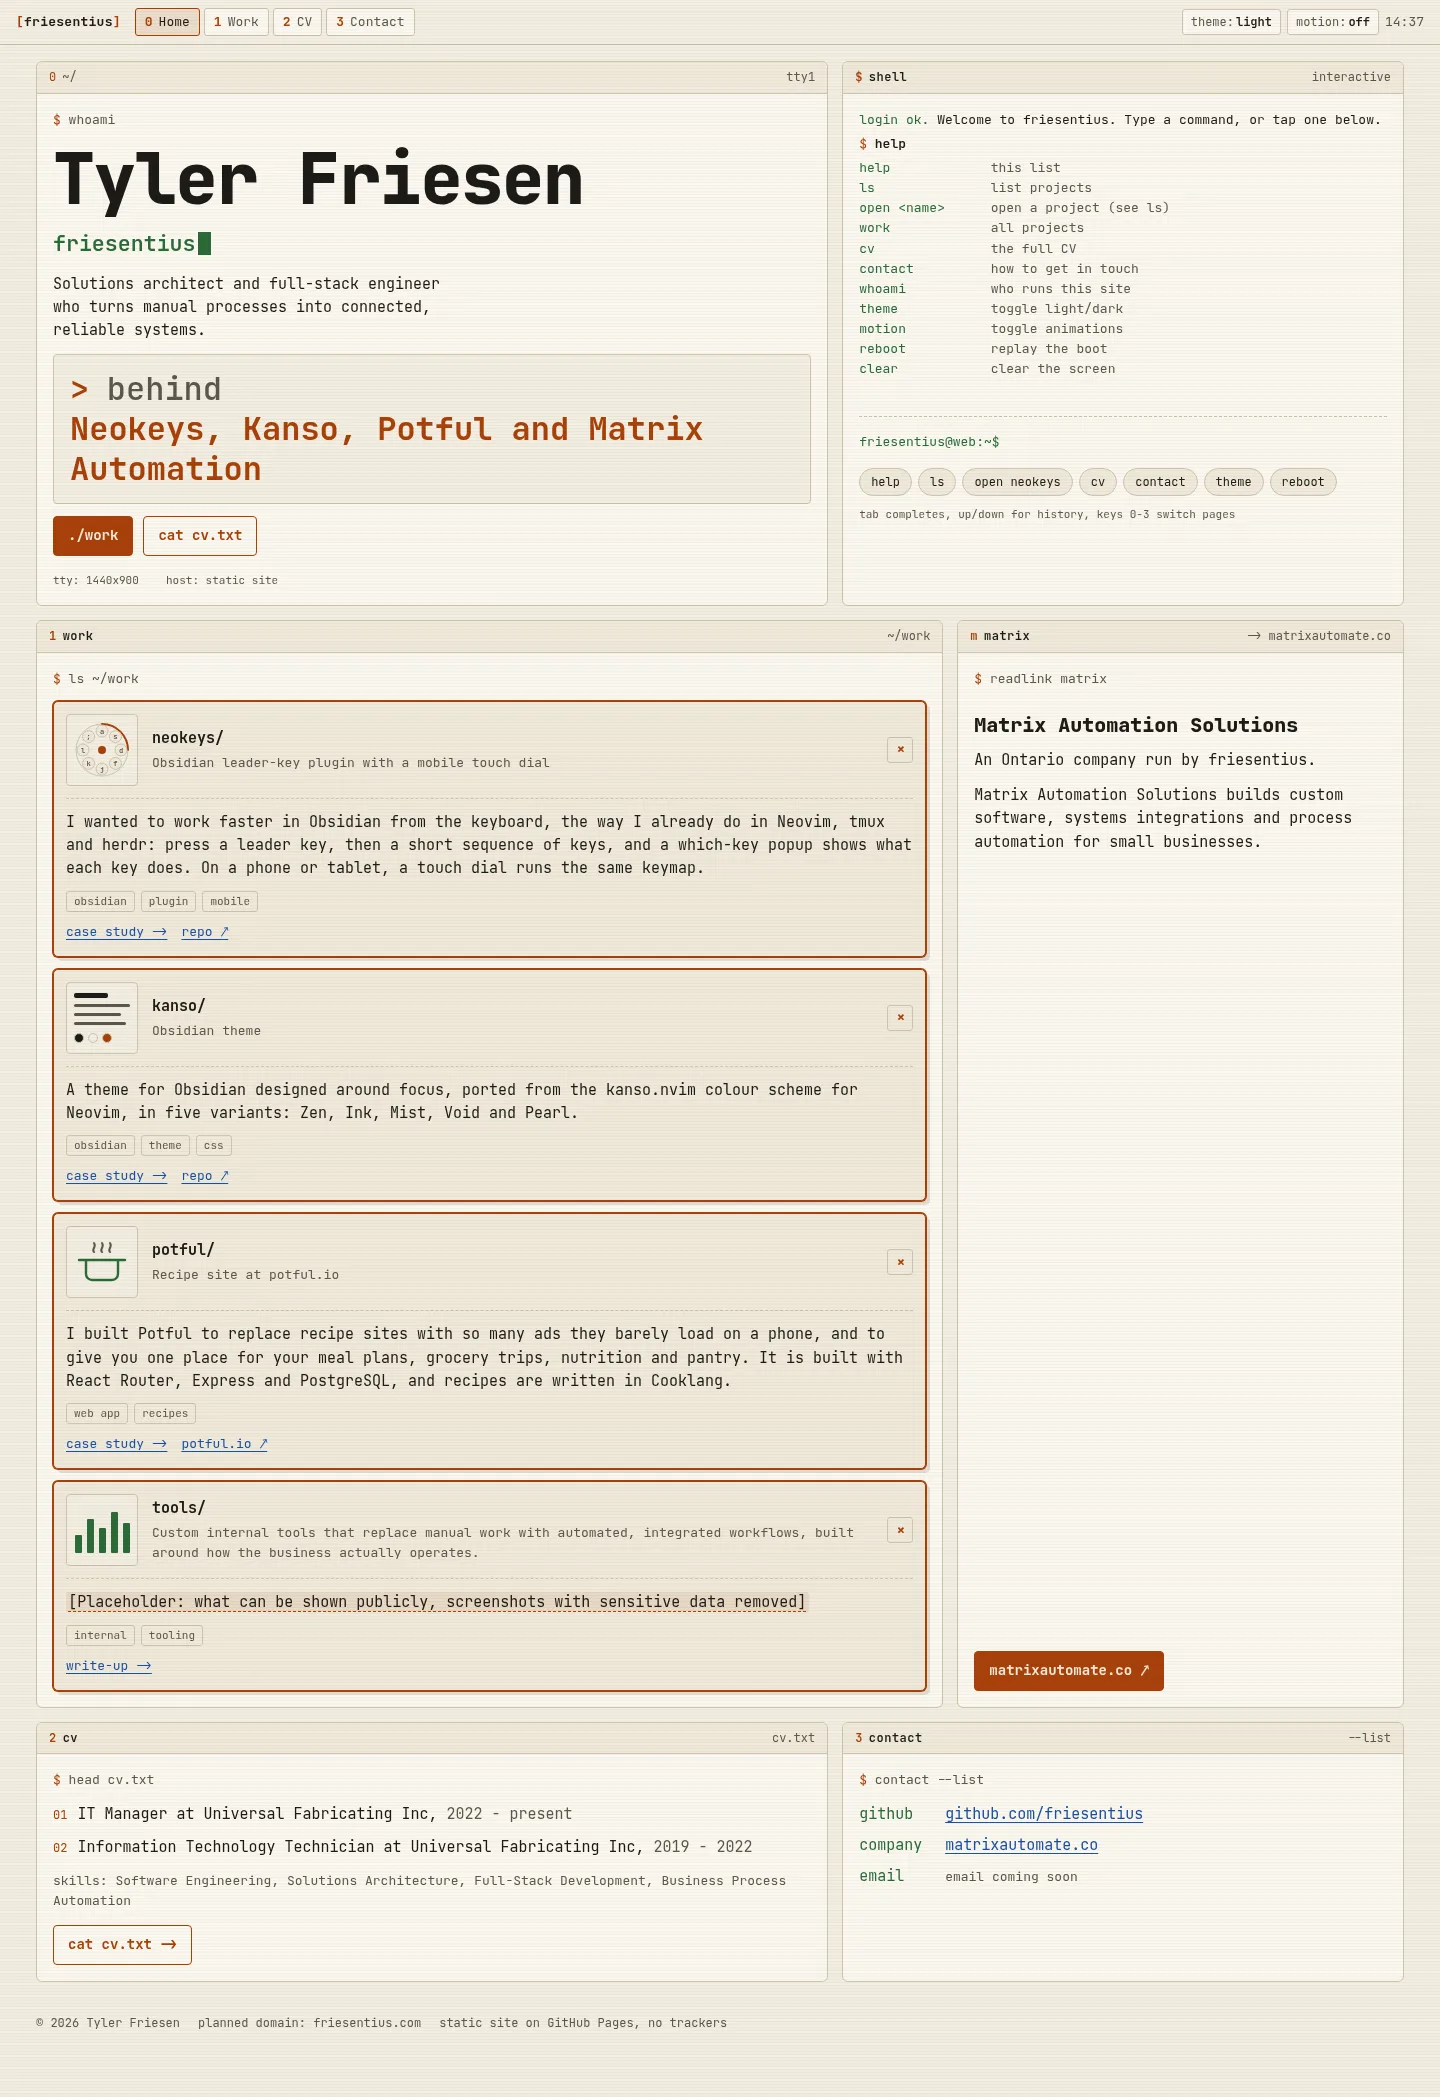 [friesentius] 0 Home 1 Work 2 CV 3 Contact theme:light motion:off 14:37
0 ~/ tty1
$ whoami
Tyler Friesen
friesentius
Solutions architect and full-stack engineer
who turns manual processes into connected,
reliable systems.
> behind
Neokeys, Kanso, Potful and Matrix
Automation
./work cat cv.txt
tty: 1440x900 host: static site
$ shell interactive
login ok. Welcome to friesentius. Type a command, or tap one below.
$ help
help this list
ls list projects
open <name> open a project (see ls)
work all projects
cv the full CV
contact how to get in touch
whoami who runs this site
theme toggle light/dark
motion toggle animations
reboot replay the boot
clear clear the screen
friesentius@web:~$
help ls open neokeys cv contact theme reboot
tab completes, up/down for history, keys 0-3 switch pages
1 work ~/work
$ ls ~/work
a s d f j k l ;
neokeys/
Obsidian leader-key plugin with a mobile touch dial
×
I wanted to work faster in Obsidian from the keyboard, the way I already do in Neovim, tmux
and herdr: press a leader key, then a short sequence of keys, and a which-key popup shows what
each key does. On a phone or tablet, a touch dial runs the same keymap.
obsidian plugin mobile
case study → repo ↗
kanso/
Obsidian theme
×
A theme for Obsidian designed around focus, ported from the kanso.nvim colour scheme for
Neovim, in five variants: Zen, Ink, Mist, Void and Pearl.
obsidian theme css
case study → repo ↗
potful/
Recipe site at potful.io
×
I built Potful to replace recipe sites with so many ads they barely load on a phone, and to
give you one place for your meal plans, grocery trips, nutrition and pantry. It is built with
React Router, Express and PostgreSQL, and recipes are written in Cooklang.
web app recipes
case study → potful.io ↗
tools/
Custom internal tools that replace manual work with automated, integrated workflows, built
around how the business actually operates.
×
[Placeholder: what can be shown publicly, screenshots with sensitive data removed]
internal tooling
write-up →
m matrix → matrixautomate.co
$ readlink matrix
Matrix Automation Solutions
An Ontario company run by friesentius.
Matrix Automation Solutions builds custom
software, systems integrations and process
automation for small businesses.
matrixautomate.co ↗
2 cv cv.txt
$ head cv.txt
01 IT Manager at Universal Fabricating Inc, 2022 - present
02 Information Technology Technician at Universal Fabricating Inc, 2019 - 2022
skills: Software Engineering, Solutions Architecture, Full-Stack Development, Business Process
Automation
cat cv.txt →
3 contact --list
$ contact --list
github github.com/friesentius
company matrixautomate.co
email email coming soon
© 2026 Tyler Friesen planned domain: friesentius.com static site on GitHub Pages, no trackers